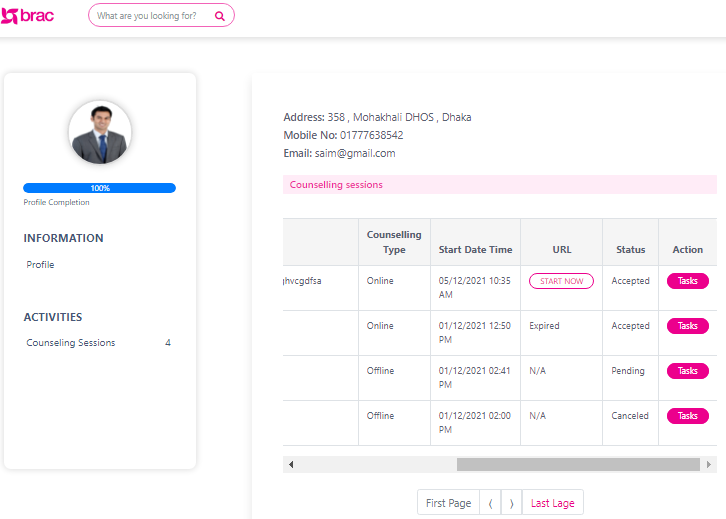 brac
What are you looking for?
100%
Profile Completion
INFORMATION
Profile
ACTIVITIES
Counseling Sessions 4
Address: 358 , Mohakhali DHOS , Dhaka
Mobile No: 01777638542
Email: saim@gmail.com
Counselling sessions
Counselling
Type Start Date Time URL Status Action
ghvcgdfsa Online 05/12/2021 10:35 START NOW Accepted Tasks
AM
Online 01/12/2021 12:50 Expired Accepted Tasks
PM
Offline 01/12/2021 02:41 N/A Pending Tasks
PM
Offline 01/12/2021 02:00 N/A Canceled Tasks
PM
First Page ⟨ ⟩ Last Lage